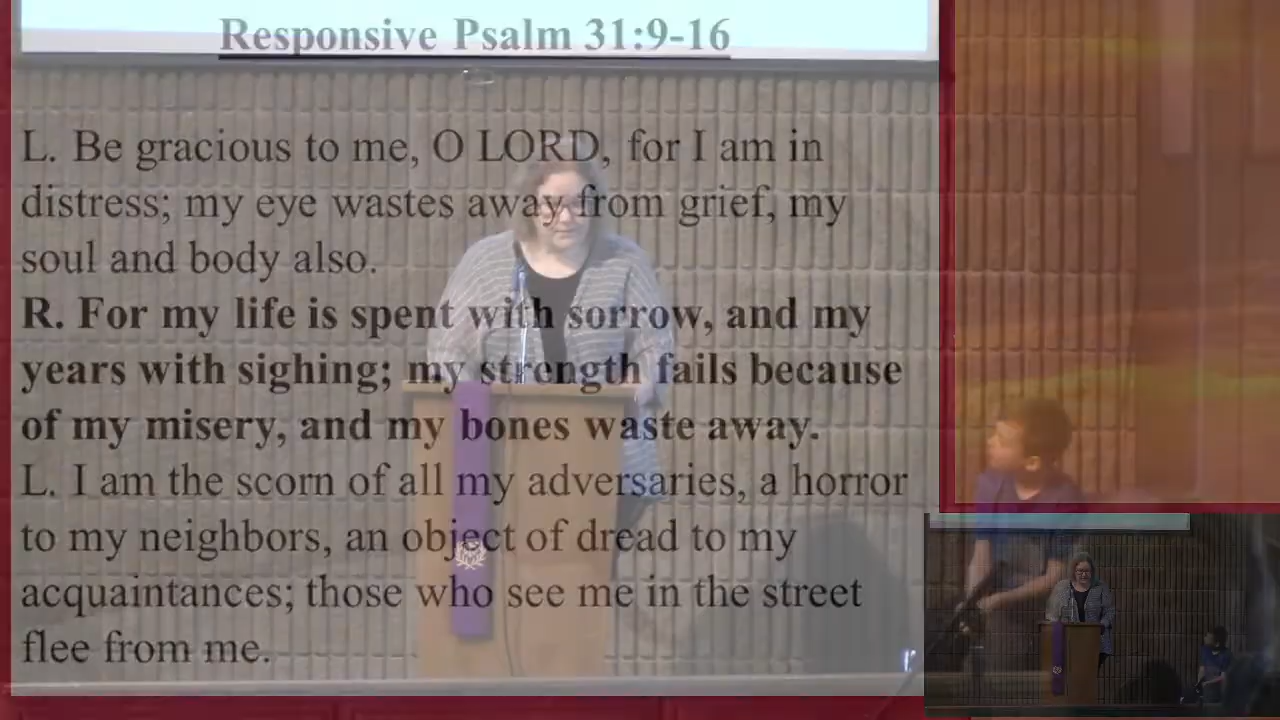 Responsive Psalm 31:9-16
L. Be gracious to me, O LORD, for I am in
distress; my eye wastes away from grief, my
soul and body also.
R. For my life is spent with sorrow, and my
years with sighing; my strength fails because
of my misery, and my bones waste away.
L. I am the scorn of all my adversaries, a horror
to my neighbors, an object of dread to my
acquaintances; those who see me in the street
flee from me.